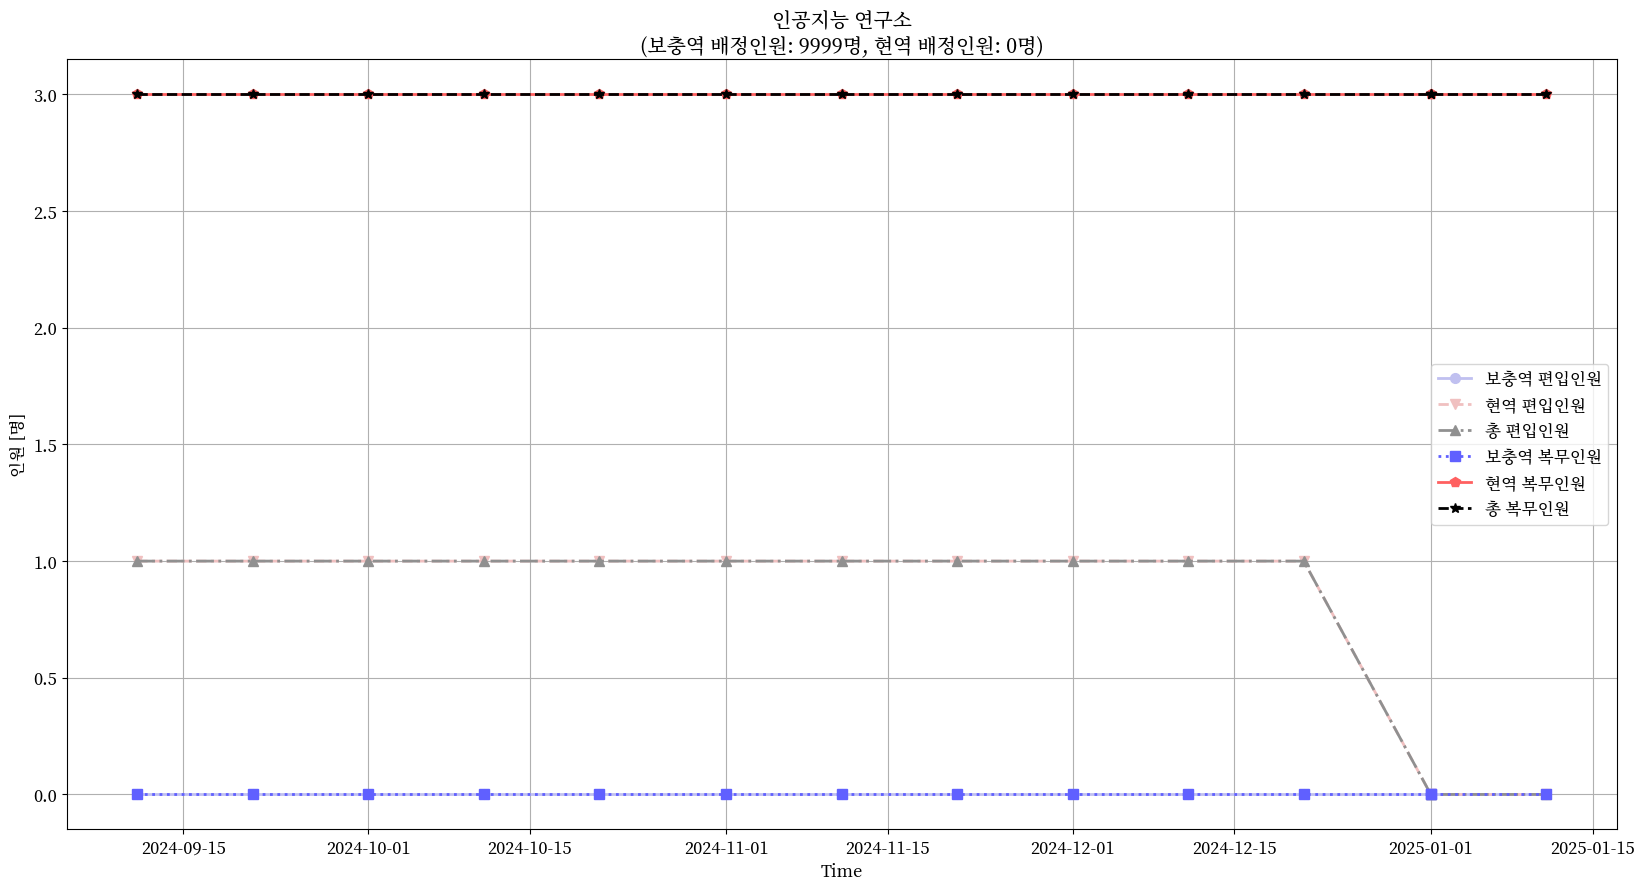 인공지능 연구소
(보충역 배정인원: 9999명, 현역 배정인원: 0명)
3.0
2.5
2.0
1.5
1.0
0.5
0.0
인원 [명]
보충역 편입인원
현역 편입인원
총 편입인원
보충역 복무인원
현역 복무인원
총 복무인원
2024-09-15
2024-10-01
2024-10-15
2024-11-01
2024-11-15
2024-12-01
2024-12-15
2025-01-01
2025-01-15
Time